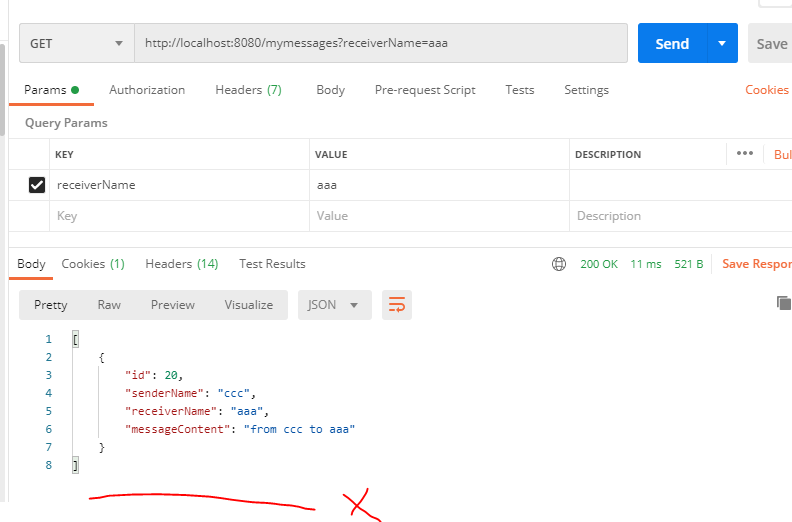 GET http://localhost:8080/mymessages?receiverName=aaa Send Save
Params Authorization Headers (7) Body Pre-request Script Tests Settings Cookies
Query Params
KEY VALUE DESCRIPTION ••• Bul
receiverName aaa
Key Value Description
Body Cookies (1) Headers (14) Test Results 200 OK 11 ms 521 B Save Respon
Pretty Raw Preview Visualize JSON
1 [
2 {
3 "id": 20,
4 "senderName": "ccc",
5 "receiverName": "aaa",
6 "messageContent": "from ccc to aaa"
7 }
8 ]